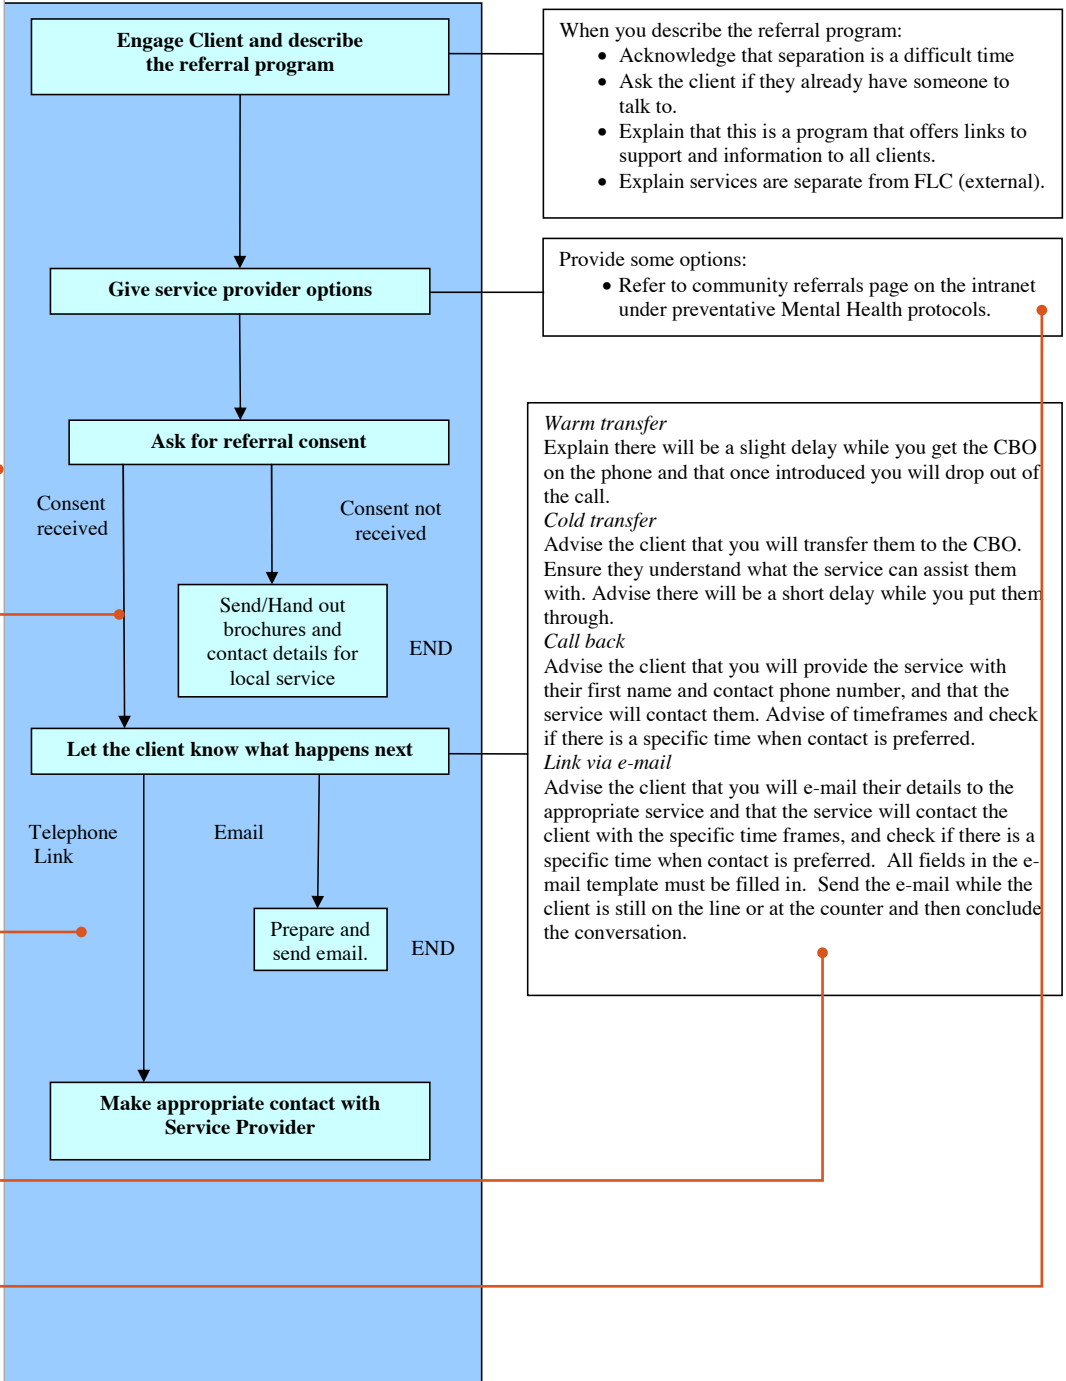 Engage Client and describe
the referral program
When you describe the referral program:
• Acknowledge that separation is a difficult time
• Ask the client if they already have someone to
talk to.
• Explain that this is a program that offers links to
support and information to all clients.
• Explain services are separate from FLC (external).
Give service provider options
Provide some options:
• Refer to community referrals page on the intranet
under preventative Mental Health protocols.
Ask for referral consent
Consent
received
Consent not
received
Send/Hand out
brochures and
contact details for
local service
END
Let the client know what happens next
Warm transfer
Explain there will be a slight delay while you get the CBO
on the phone and that once introduced you will drop out of
the call.
Cold transfer
Advise the client that you will transfer them to the CBO.
Ensure they understand what the service can assist them
with. Advise there will be a short delay while you put them
through.
Call back
Advise the client that you will provide the service with
their first name and contact phone number, and that the
service will contact them. Advise of timeframes and check
if there is a specific time when contact is preferred.
Link via e-mail
Advise the client that you will e-mail their details to the
appropriate service and that the service will contact the
client with the specific time frames, and check if there is a
specific time when contact is preferred.  All fields in the e-
mail template must be filled in.  Send the e-mail while the
client is still on the line or at the counter and then conclude
the conversation.
Telephone
Link
Email
Prepare and
send email.
END
Make appropriate contact with
Service Provider